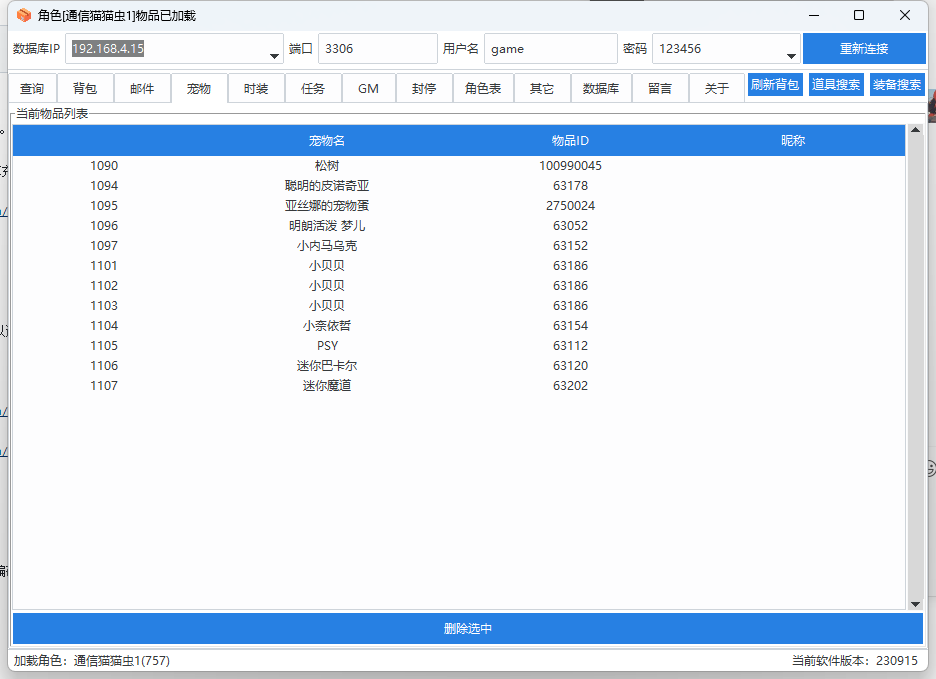 角色[通信猫猫虫1]物品已加载
数据库IP 192.168.4.15 端口 3306 用户名 game 密码 123456 重新连接
查询 背包 邮件 宠物 时装 任务 GM 封停 角色表 其它 数据库 留言 关于 刷新背包 道具搜索 装备搜索
当前物品列表
宠物名 物品ID 昵称
1090 松树 100990045
1094 聪明的皮诺奇亚 63178
1095 亚丝娜的宠物蛋 2750024
1096 明朗活泼 梦儿 63052
1097 小内马乌克 63152
1101 小贝贝 63186
1102 小贝贝 63186
1103 小贝贝 63186
1104 小奈依哲 63154
1105 PSY 63112
1106 迷你巴卡尔 63120
1107 迷你魔道 63202
删除选中
加载角色：通信猫猫虫1(757) 当前软件版本：230915